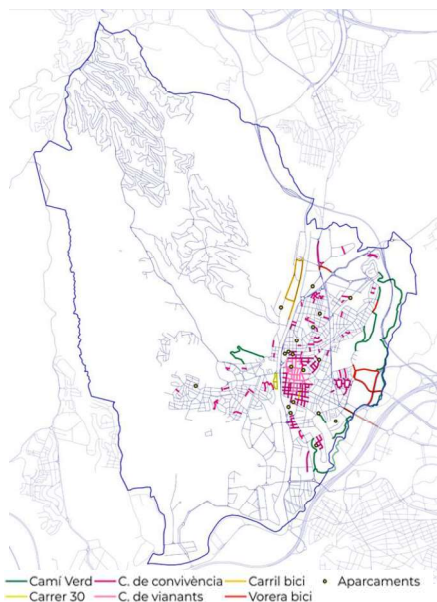 Camí Verd C. de convivència Carril bici Aparcaments
Carrer 30 C. de vianants Vorera bici